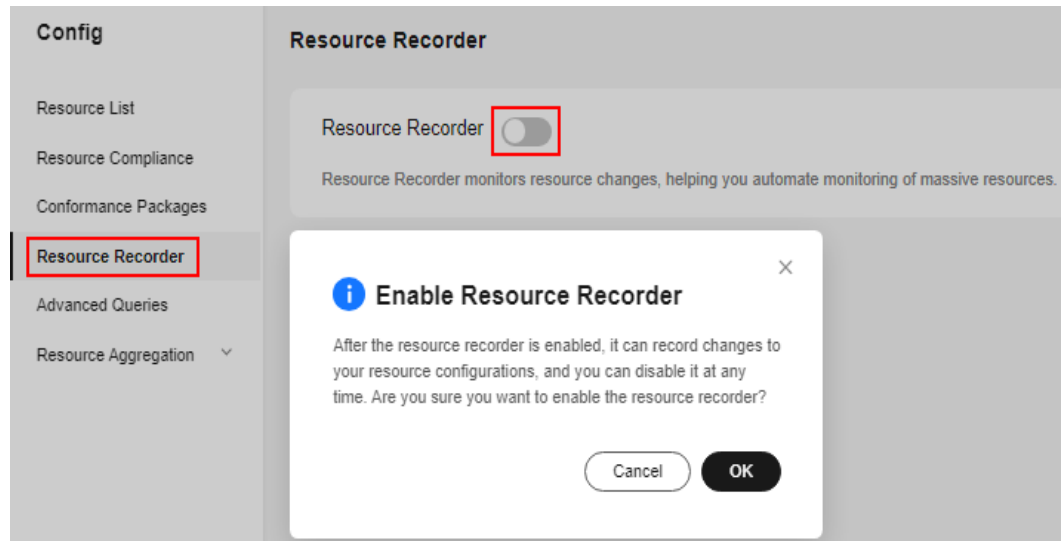 Config
Resource List
Resource Compliance
Conformance Packages
Resource Recorder
Advanced Queries
Resource Aggregation
Resource Recorder
Resource Recorder
Resource Recorder monitors resource changes, helping you automate monitoring of massive resources.
Enable Resource Recorder
After the resource recorder is enabled, it can record changes to
your resource configurations, and you can disable it at any
time. Are you sure you want to enable the resource recorder?
Cancel
OK